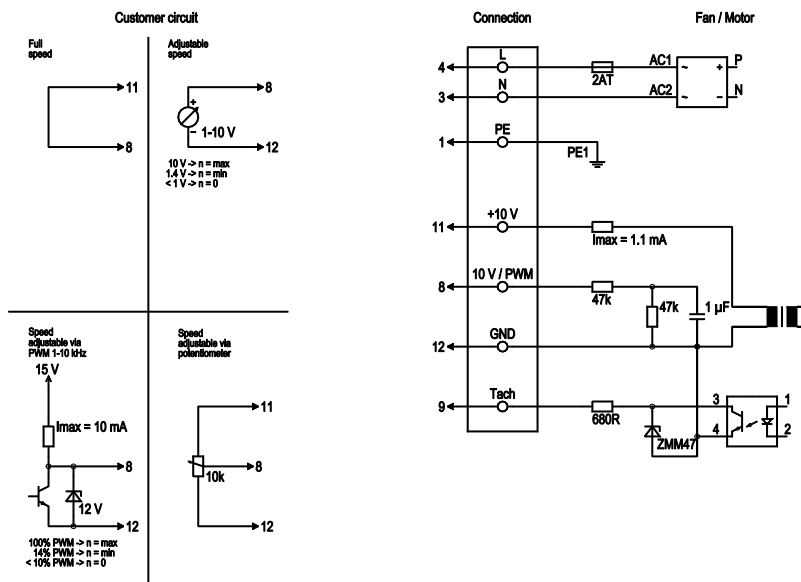 Customer circuit
Full
speed
11
8
Adjustable
speed
8
+
1-10 V
−
12
10 V -> n = max
1.4 V -> n = min
< 1 V -> n = 0
Speed
adjustable via
PWM 1-10 kHz
15 V
Imax = 10 mA
8
12 V
12
100% PWM -> n = max
14% PWM -> n = min
< 10% PWM -> n = 0
Speed
adjustable via
potentiometer
11
8
10k
12
Connection
Fan / Motor
4
L
2AT
AC1
~
+
P
3
N
AC2
~
−
N
1
PE
PE1
11
+10 V
Imax = 1.1 mA
8
10 V / PWM
47k
47k
1 µF
12
GND
9
Tach
680R
ZMM47
3
4
1
2